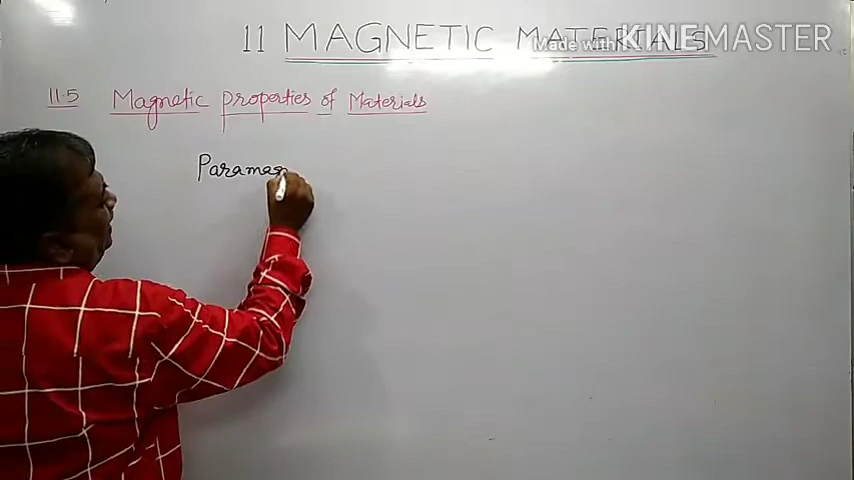 11 MAGNETIC MATERIALS
Made with KINEMASTER
11.5 Magnetic Properties of Materials
Paramag